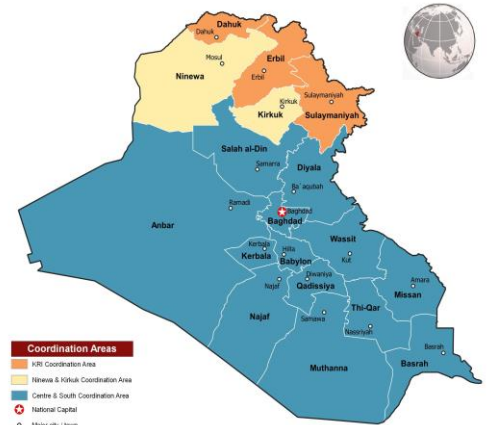 Dahuk
Dahuk
Mosul
Erbil
Erbil
Ninewa
Kirkuk
Kirkuk
Sulaymaniyah
Sulaymaniyah
Salah al-Din
Samarra
Diyala
Ba`aqubah
Ramadi
Baghdad
Baghdad
Anbar
Wassit
Kut
Kerbala
Kerbala
Hilla
Babylon
Diwaniya
Qadissiya
Najaf
Najaf
Amara
Missan
Thi-Qar
Nassriyah
Samawa
Muthanna
Basrah
Basrah
Coordination Areas
KRI Coordination Area
Ninewa & Kirkuk Coordination Area
Centre & South Coordination Area
National Capital